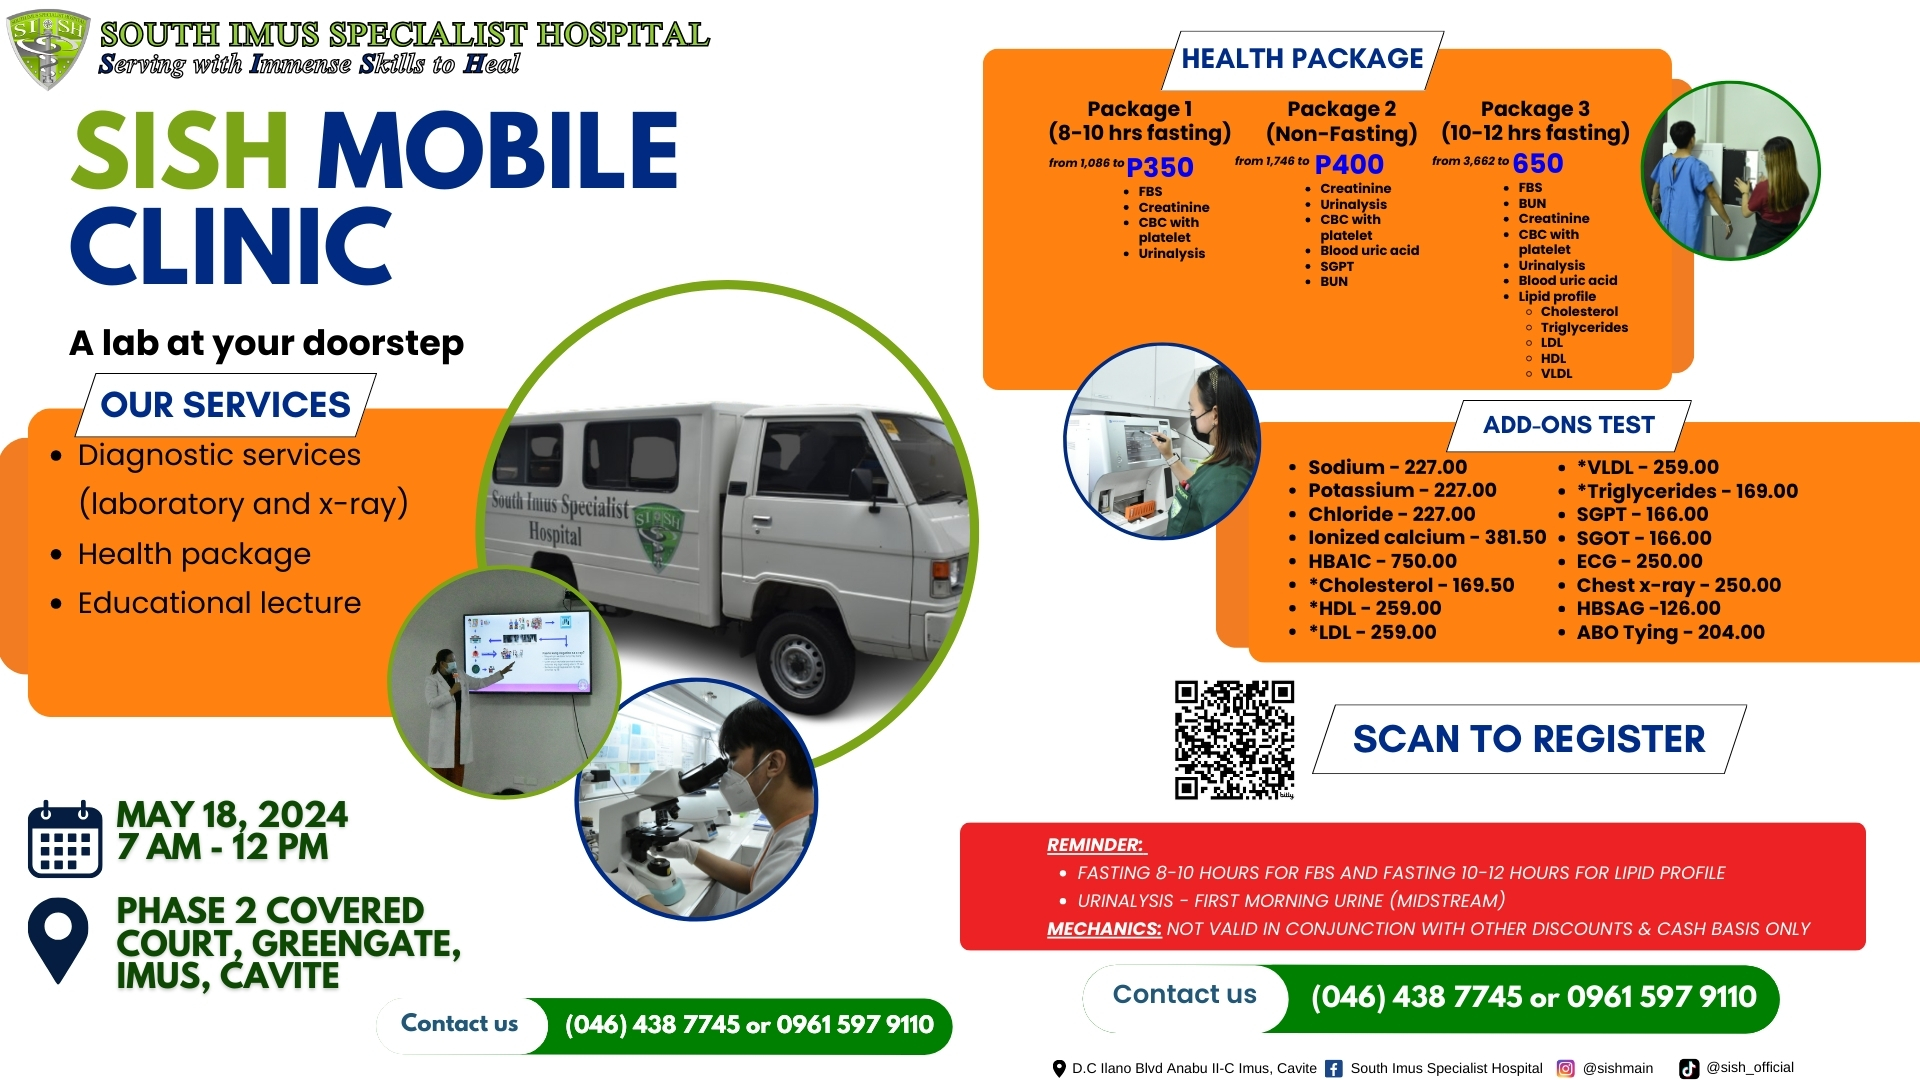 SOUTH IMUS SPECIALIST HOSPITAL
Serving with Immense Skills to Heal
SISH MOBILE
CLINIC
A lab at your doorstep
OUR SERVICES
Diagnostic services
(laboratory and x-ray)
Health package
Educational lecture
South Imus Specialist
Hospital
SISH
MAY 18, 2024
7 AM - 12 PM
PHASE 2 COVERED
COURT, GREENGATE,
IMUS, CAVITE
Contact us (046) 438 7745 or 0961 597 9110
HEALTH PACKAGE
Package 1
(8-10 hrs fasting)
from 1,086 to P350
FBS
Creatinine
CBC with
platelet
Urinalysis
Package 2
(Non-Fasting)
from 1,746 to P400
Creatinine
Urinalysis
CBC with
platelet
Blood uric acid
SGPT
BUN
Package 3
(10-12 hrs fasting)
from 3,662 to 650
FBS
BUN
Creatinine
CBC with
platelet
Urinalysis
Blood uric acid
Lipid profile
Cholesterol
Triglycerides
LDL
HDL
VLDL
ADD-ONS TEST
Sodium - 227.00
Potassium - 227.00
Chloride - 227.00
Ionized calcium - 381.50
HBA1C - 750.00
*Cholesterol - 169.50
*HDL - 259.00
*LDL - 259.00
*VLDL - 259.00
*Triglycerides - 169.00
SGPT - 166.00
SGOT - 166.00
ECG - 250.00
Chest x-ray - 250.00
HBSAG -126.00
ABO Tying - 204.00
bitly
SCAN TO REGISTER
REMINDER:
FASTING 8-10 HOURS FOR FBS AND FASTING 10-12 HOURS FOR LIPID PROFILE
URINALYSIS - FIRST MORNING URINE (MIDSTREAM)
MECHANICS: NOT VALID IN CONJUNCTION WITH OTHER DISCOUNTS & CASH BASIS ONLY
Contact us (046) 438 7745 or 0961 597 9110
D.C Ilano Blvd Anabu II-C Imus, Cavite South Imus Specialist Hospital @sishmain @sish_official